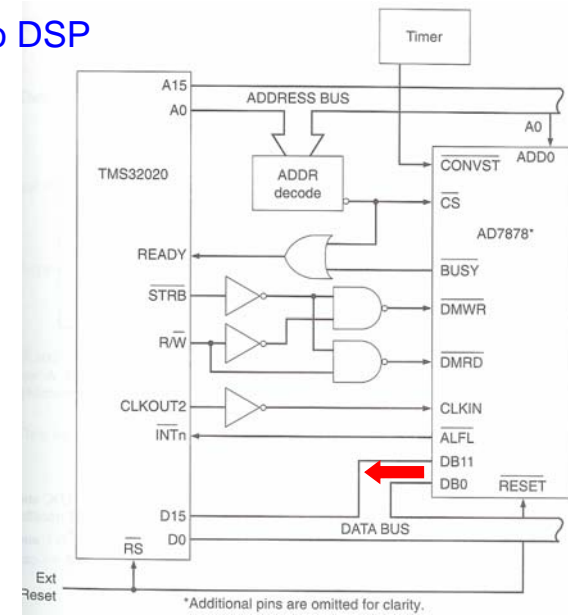 o DSP
Timer
A15
ADDRESS BUS
A0
A0
TMS32020
ADDR
decode
CONVST
ADD0
CS
AD7878*
READY
BUSY
STRB
DMWR
R/W
DMRD
CLKOUT2
CLKIN
INTn
ALFL
DB11
DB0
RESET
D15
DATA BUS
D0
RS
Ext
Reset
*Additional pins are omitted for clarity.